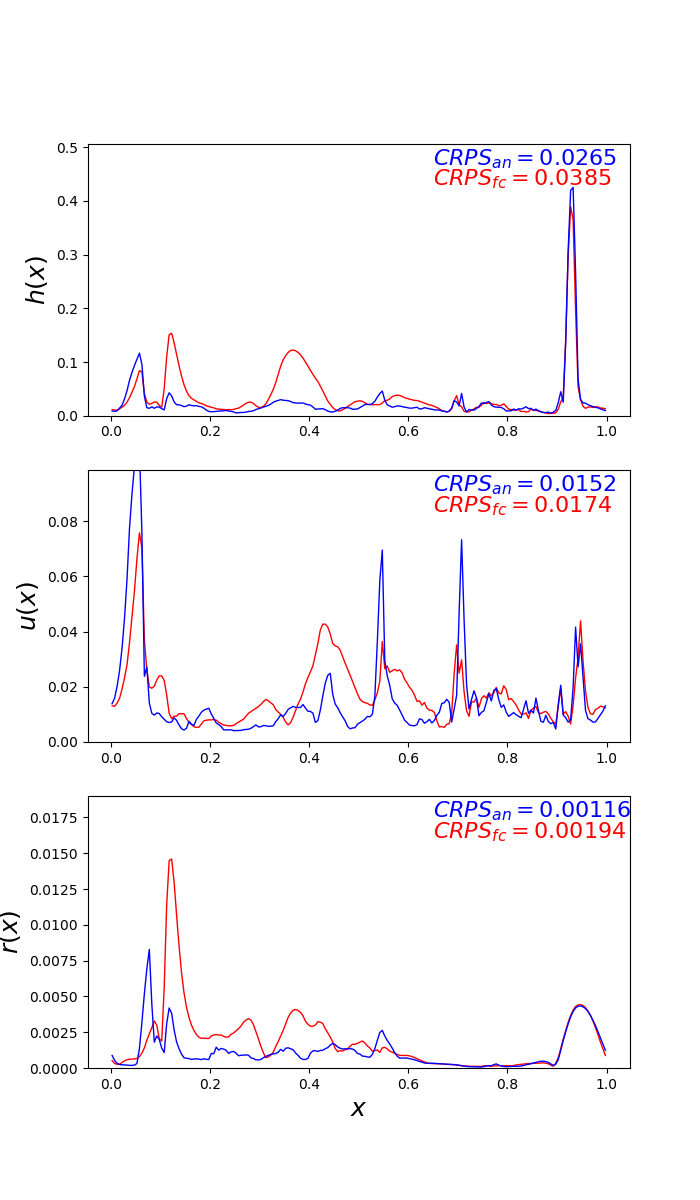 0.5
CRPS_an = 0.0265
CRPS_fc = 0.0385
0.4
0.3
h(x)
0.2
0.1
0.0
0.0 0.2 0.4 0.6 0.8 1.0
CRPS_an = 0.0152
CRPS_fc = 0.0174
0.08
0.06
u(x)
0.04
0.02
0.00
0.0 0.2 0.4 0.6 0.8 1.0
CRPS_an = 0.00116
0.0175
CRPS_fc = 0.00194
0.0150
0.0125
0.0100
r(x)
0.0075
0.0050
0.0025
0.0000
0.0 0.2 0.4 0.6 0.8 1.0
x